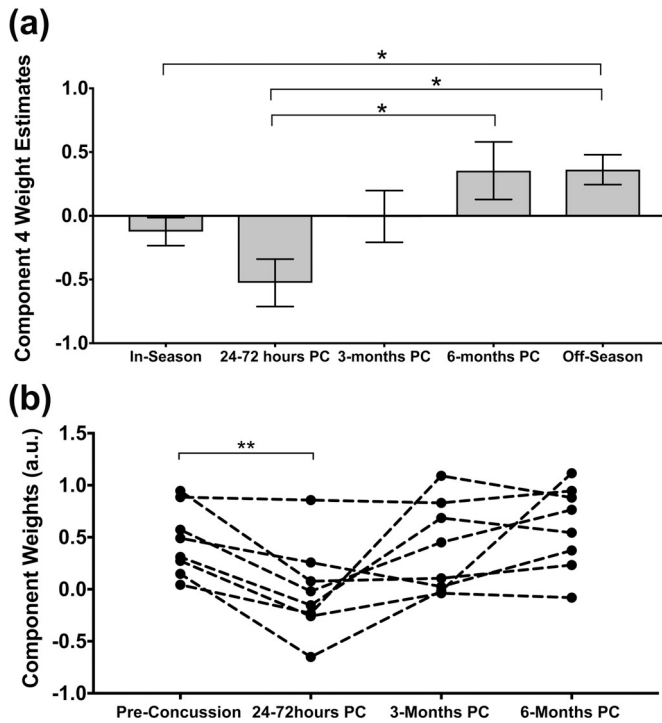 (a)
*
*
*
Component 4 Weight Estimates
1.0
0.5
0.0
-0.5
-1.0
In-Season 24-72 hours PC 3-months PC 6-months PC Off-Season
(b)
**
Component Weights (a.u.)
1.5
1.0
0.5
0.0
-0.5
-1.0
Pre-Concussion 24-72hours PC 3-Months PC 6-Months PC